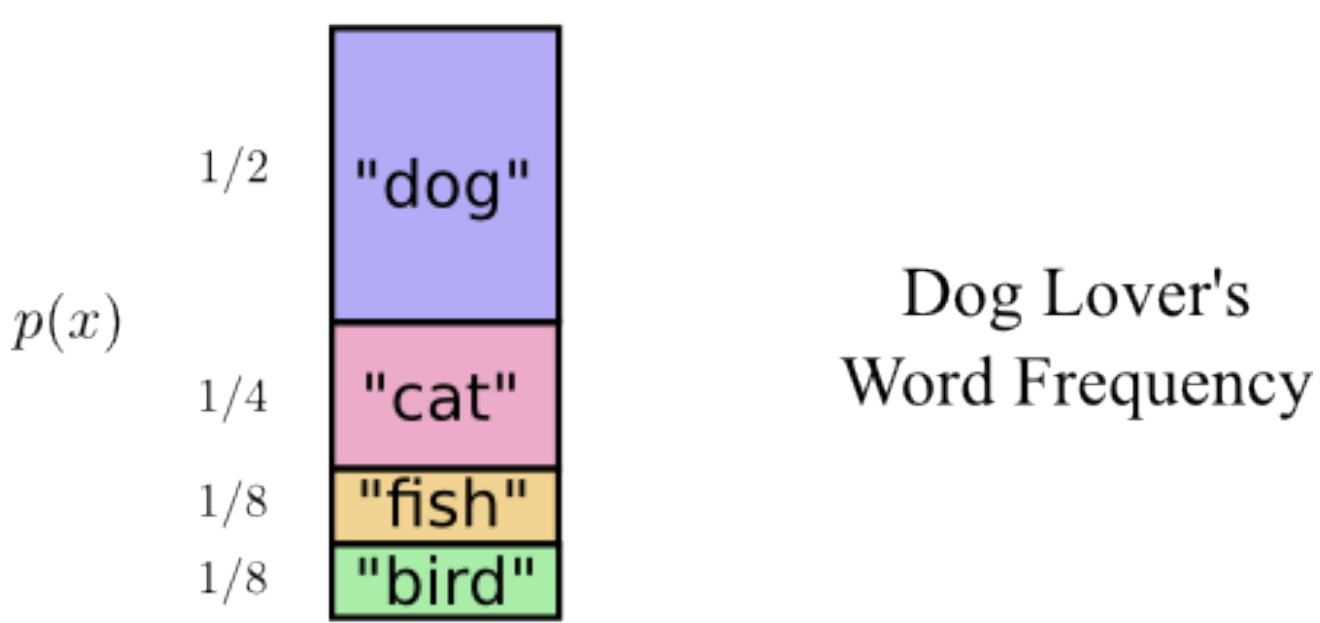 1/2
"dog"
p(x)
1/4
"cat"
1/8
"fish"
1/8
"bird"
Dog Lover's
Word Frequency